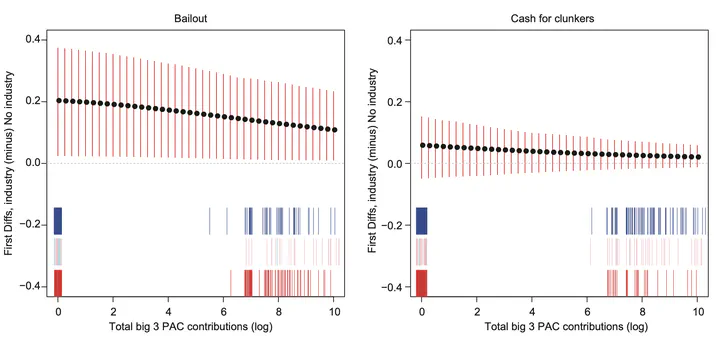 Bailout
First Diffs, industry (minus) No industry
0.4
0.2
0.0
−0.2
−0.4
0 2 4 6 8 10
Total big 3 PAC contributions (log)
Cash for clunkers
First Diffs, industry (minus) No industry
0.4
0.2
0.0
−0.2
−0.4
0 2 4 6 8 10
Total big 3 PAC contributions (log)